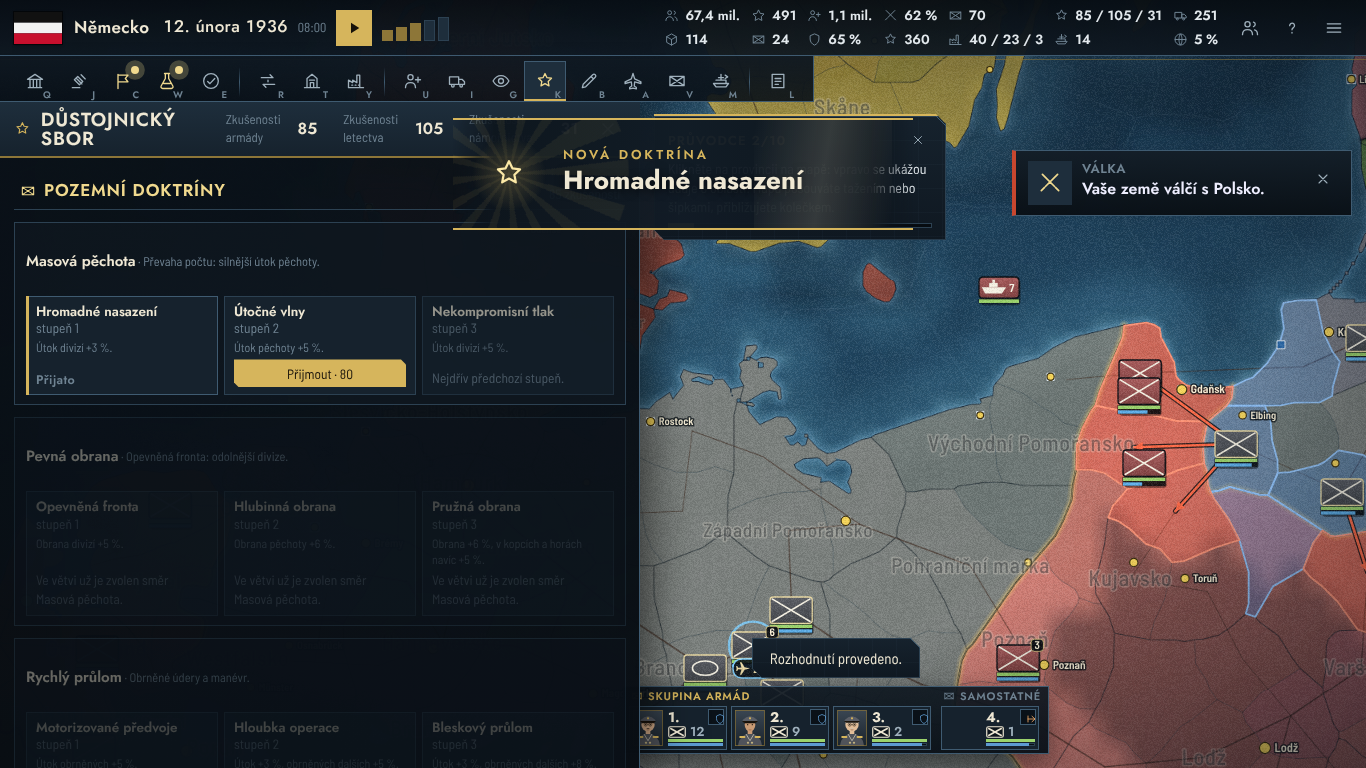 Německo 12. února 1936 08:00
67,4 mil. 491 1,1 mil. 62 % 70 85 / 105 / 31 251
114 24 65 % 360 40 / 23 / 3 14 5 %
?
Q J C W E R T Y U I G K B A V M L
DŮSTOJNICKÝ SBOR
Zkušenosti armády 85
Zkušenosti letectva 105
NOVÁ DOKTRÍNA
Hromadné nasazení
se ukážou
nebo
VÁLKA
Vaše země válčí s Polsko.
POZEMNÍ DOKTRÍNY
Masová pěchota · Převaha počtu: silnější útok pěchoty.
Hromadné nasazení
stupeň 1
Útok divizí +3 %.
Přijato
Útočné vlny
stupeň 2
Útok pěchoty +5 %.
Přijmout · 80
Nekompromisní tlak
stupeň 3
Útok divizí +5 %.
Nejdřív předchozí stupeň.
Pevná obrana · Opevněná fronta: odolnější divize.
Opevněná fronta
stupeň 1
Obrana divizí +5 %.
Ve větvi už je zvolen směr
Masová pěchota.
Hlubinná obrana
stupeň 2
Obrana pěchoty +6 %.
Ve větvi už je zvolen směr
Masová pěchota.
Pružná obrana
stupeň 3
Obrana +6 %, v kopcích a horách
navíc +5 %.
Ve větvi už je zvolen směr
Masová pěchota.
Rychlý průlom · Obrněné údery a manévr.
Motorizované předvoje
stupeň 1
Hloubka operace
stupeň 2
Bleskový průlom
stupeň 3
Skåne
7
Gdaňsk
Elbing
Rostock
Východní Pomořansko
Západní Pomořansko
Pohraniční marka
Kujavsko
Toruň
Poznaň
3
Poznaň
Lodž
Lodž
6
Rozhodnutí provedeno.
SKUPINA ARMÁD
SAMOSTATNÉ
1. 12
2. 9
3. 2
4. 1